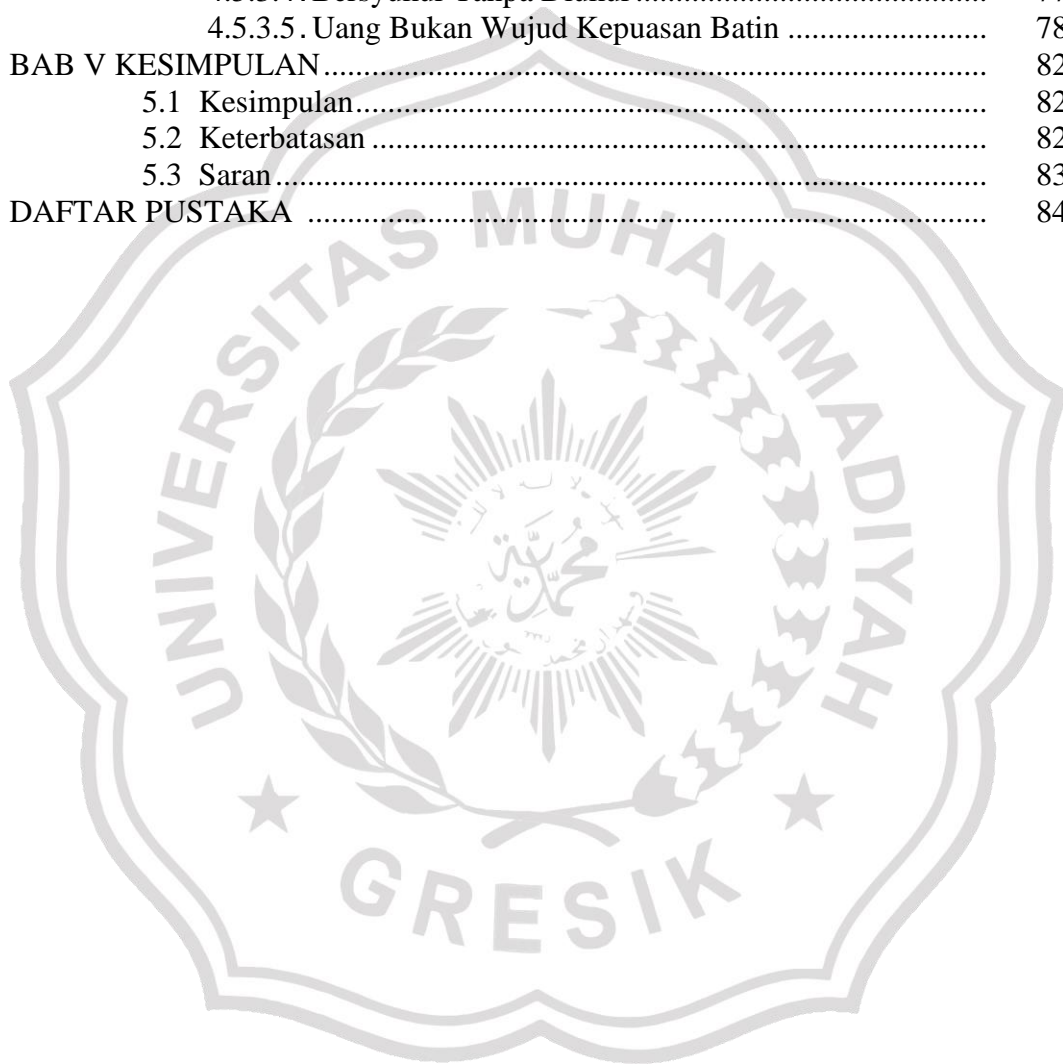 4.5.3.5. Uang Bukan Wujud Kepuasan Batin ........................ 78
BAB V KESIMPULAN ................................................................................ 82
5.1 Kesimpulan ............................................................................ 82
5.2 Keterbatasan .......................................................................... 82
5.3 Saran ...................................................................................... 83
DAFTAR PUSTAKA .................................................................................. 84
UNIVERSITAS MUHAMMADIYAH
GRESIK